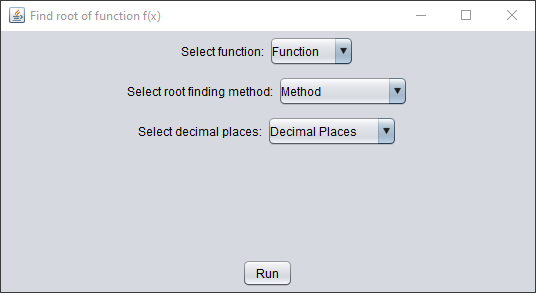 Find root of function f(x)
Select function: Function
Select root finding method: Method
Select decimal places: Decimal Places
Run